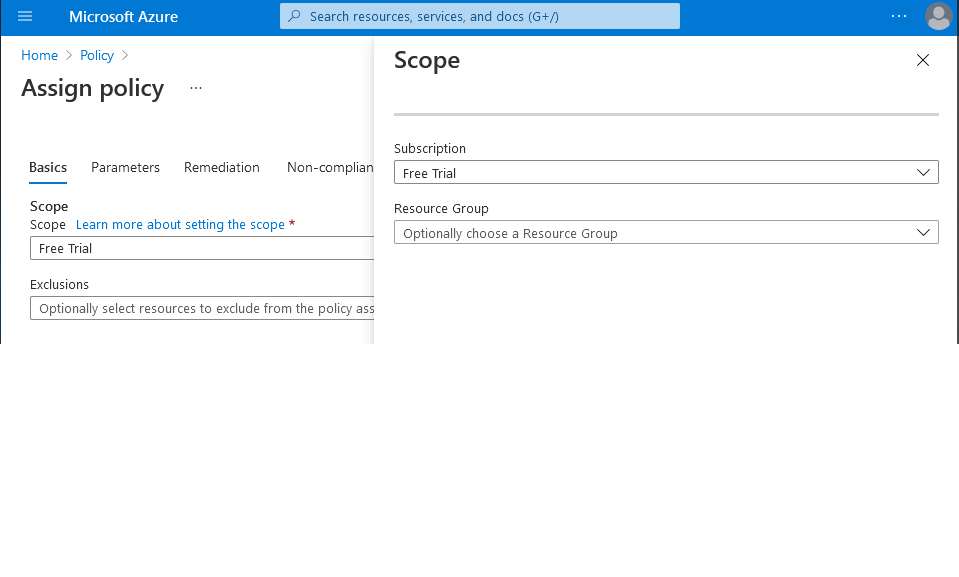 Microsoft Azure
Search resources, services, and docs (G+/)
Home > Policy >
Assign policy
Basics Parameters Remediation Non-complian
Scope
Scope Learn more about setting the scope *
Free Trial
Exclusions
Optionally select resources to exclude from the policy ass
Scope
Subscription
Free Trial
Resource Group
Optionally choose a Resource Group